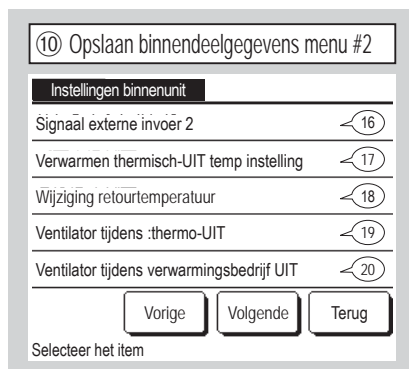 ⑩ Opslaan binnendeelgegevens menu #2
Instellingen binnenunit
Signaal externe invoer 2 16
Verwarmen thermisch-UIT temp instelling 17
Wijziging retourtemperatuur 18
Ventilator tijdens :thermo-UIT 19
Ventilator tijdens verwarmingsbedrijf UIT 20
Vorige Volgende Terug
Selecteer het item